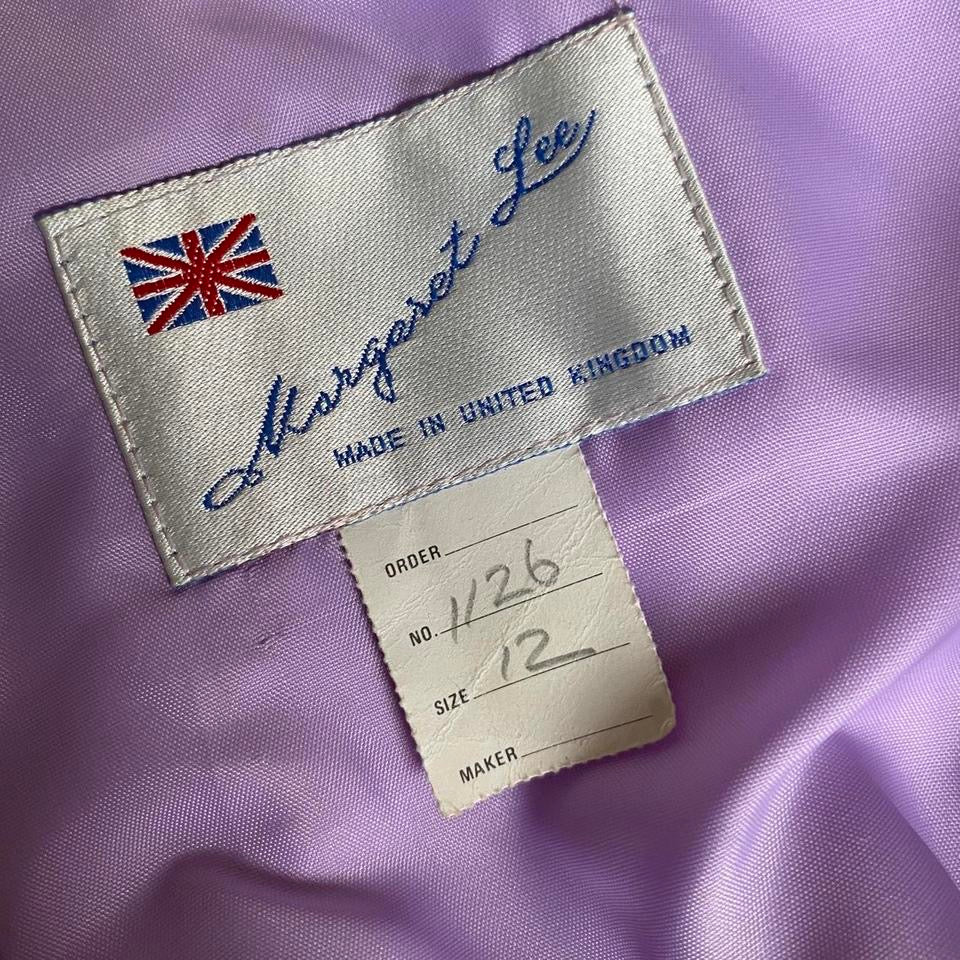 Margaret Lee
MADE IN UNITED KINGDOM
ORDER
NO. 1126
SIZE 12
MAKER